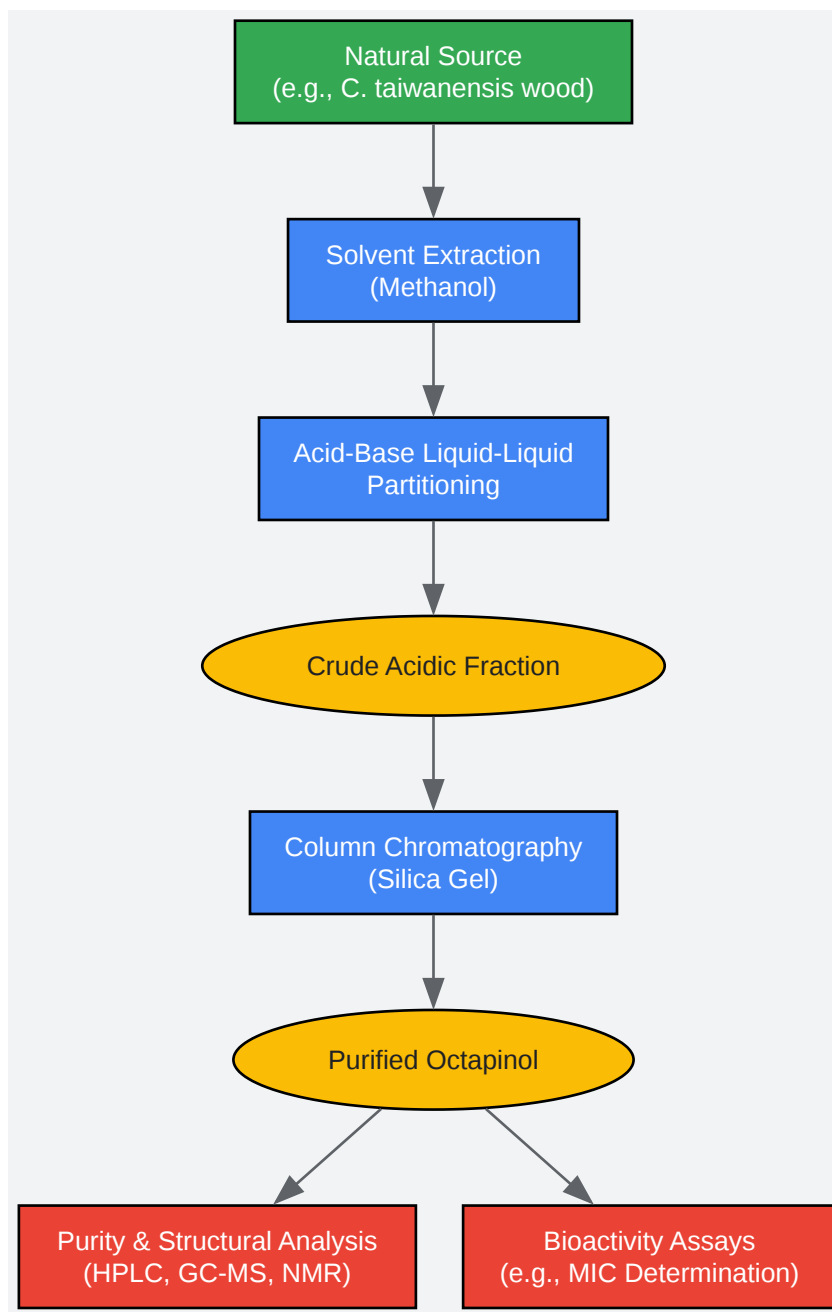 Natural Source
(e.g., C. taiwanensis wood)
Solvent Extraction
(Methanol)
Acid-Base Liquid-Liquid
Partitioning
Crude Acidic Fraction
Column Chromatography
(Silica Gel)
Purified Octapinol
Purity & Structural Analysis
(HPLC, GC-MS, NMR)
Bioactivity Assays
(e.g., MIC Determination)